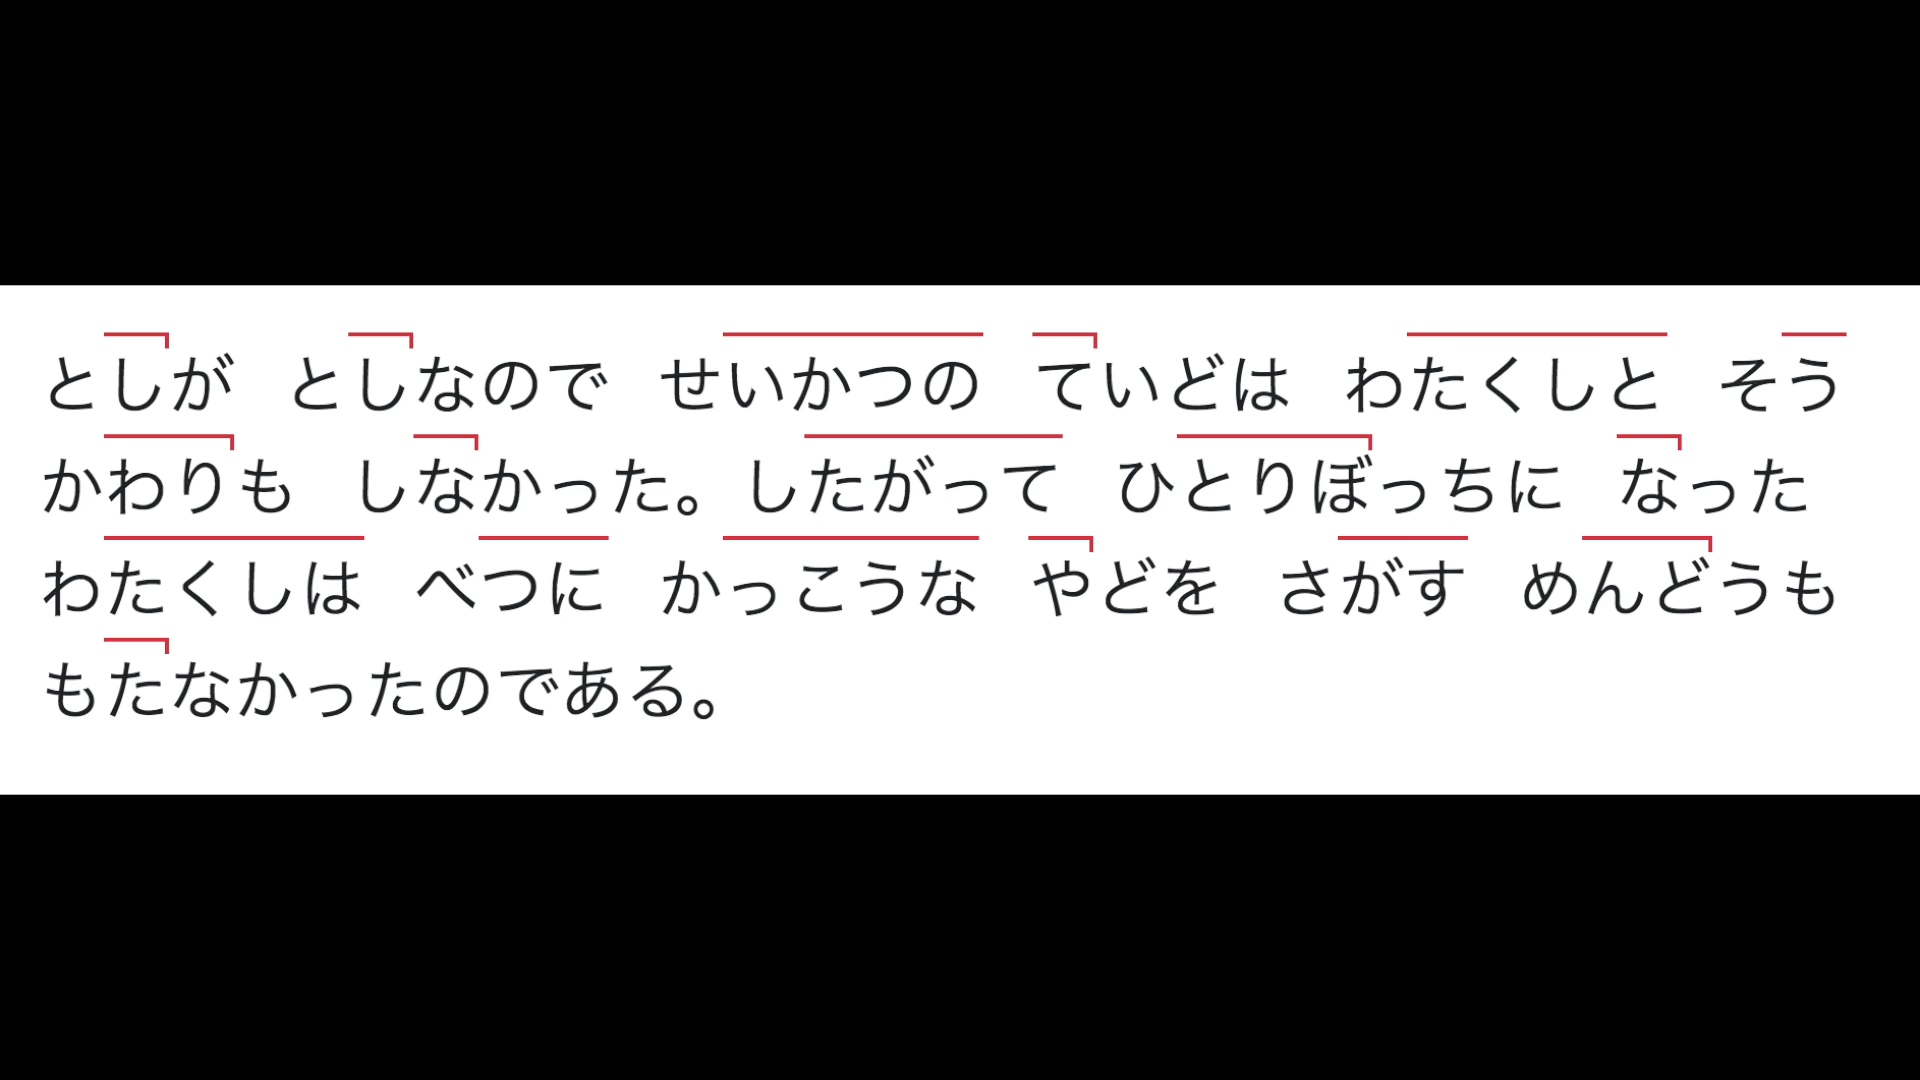 としが としなので せいかつの ていどは わたくしと そう
かわりも しなかった。したがって ひとりぼっちに なった
わたくしは べつに かっこうな やどを さがす めんどうも
もたなかったのである。